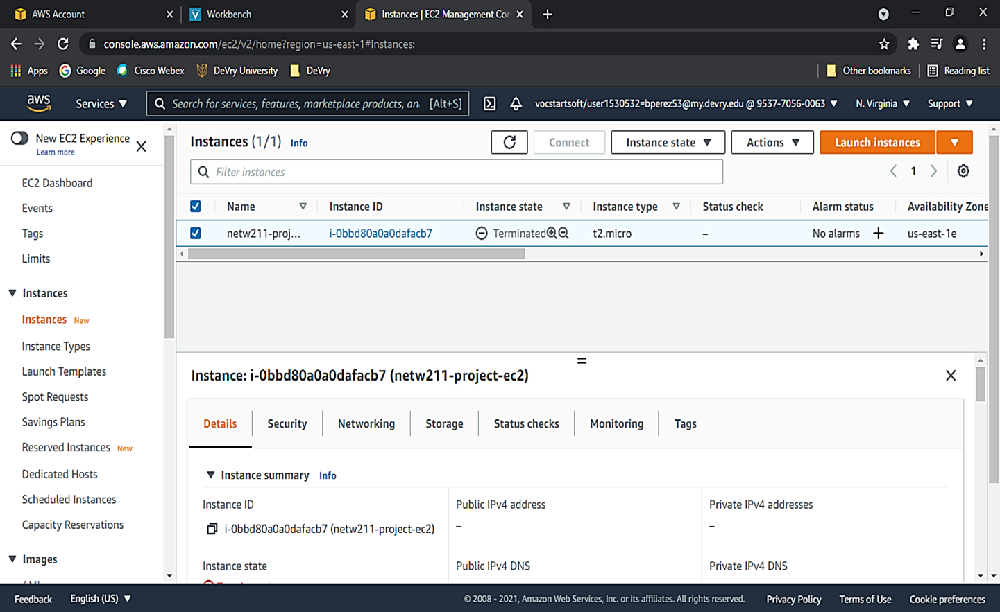 AWS Account
Workbench
Instances | EC2 Management Cor
console.aws.amazon.com/ec2/v2/home?region=us-east-1#Instances:
Apps
Google
Cisco Webex
DeVry University
DeVry
Other bookmarks
Reading list
aws
Services
Search for services, features, marketplace products, an
[Alt+S]
vocstartsoft/user1530532=bperez53@my.devry.edu @ 9537-7056-0063
N. Virginia
Support
New EC2 Experience
Learn more
EC2 Dashboard
Events
Tags
Limits
Instances
Instances New
Instance Types
Launch Templates
Spot Requests
Savings Plans
Reserved Instances New
Dedicated Hosts
Scheduled Instances
Capacity Reservations
Images
Instances (1/1) Info
Connect
Instance state
Actions
Launch instances
Filter instances
1
Name
Instance ID
Instance state
Instance type
Status check
Alarm status
Availability Zone
netw211-proj...
i-0bbd80a0a0dafacb7
Terminated
t2.micro
–
No alarms +
us-east-1e
Instance: i-0bbd80a0a0dafacb7 (netw211-project-ec2)
Details
Security
Networking
Storage
Status checks
Monitoring
Tags
Instance summary Info
Instance ID
i-0bbd80a0a0dafacb7 (netw211-project-ec2)
Public IPv4 address
–
Private IPv4 addresses
–
Instance state
Public IPv4 DNS
Private IPv4 DNS
Feedback
English (US)
© 2008 - 2021, Amazon Web Services, Inc. or its affiliates. All rights reserved.
Privacy Policy
Terms of Use
Cookie preferences